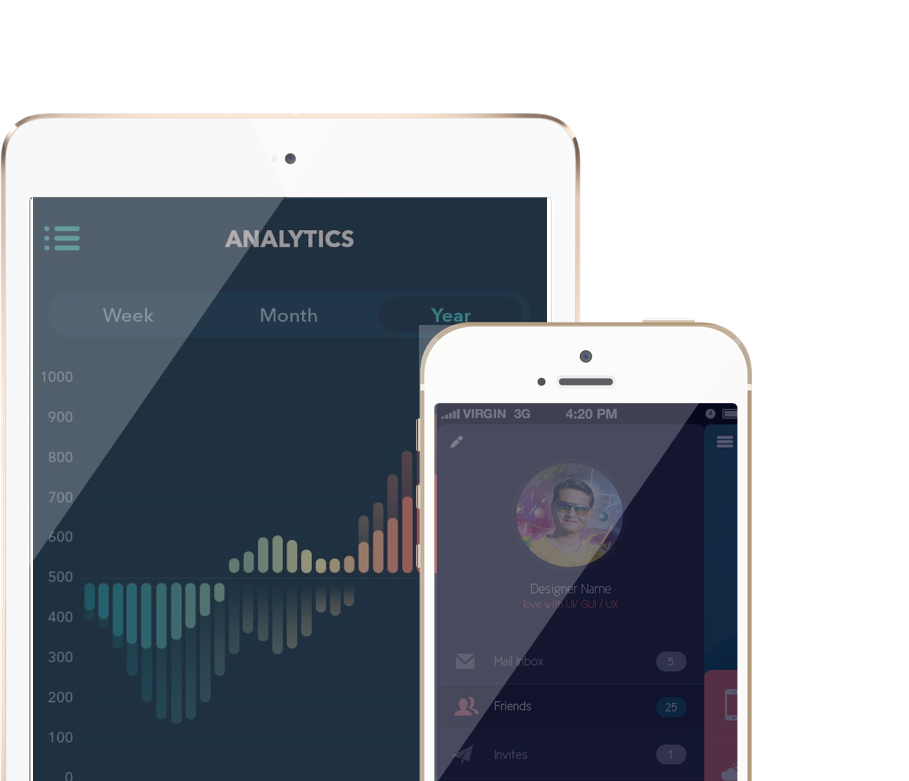 ANALYTICS
Week Month Year
1000
900
800
700
600
500
400
300
200
100
0
VIRGIN 3G 4:20 PM
Designer Name
love with UI/ GUI / UX
Mail Inbox 5
Friends 25
Invites 1